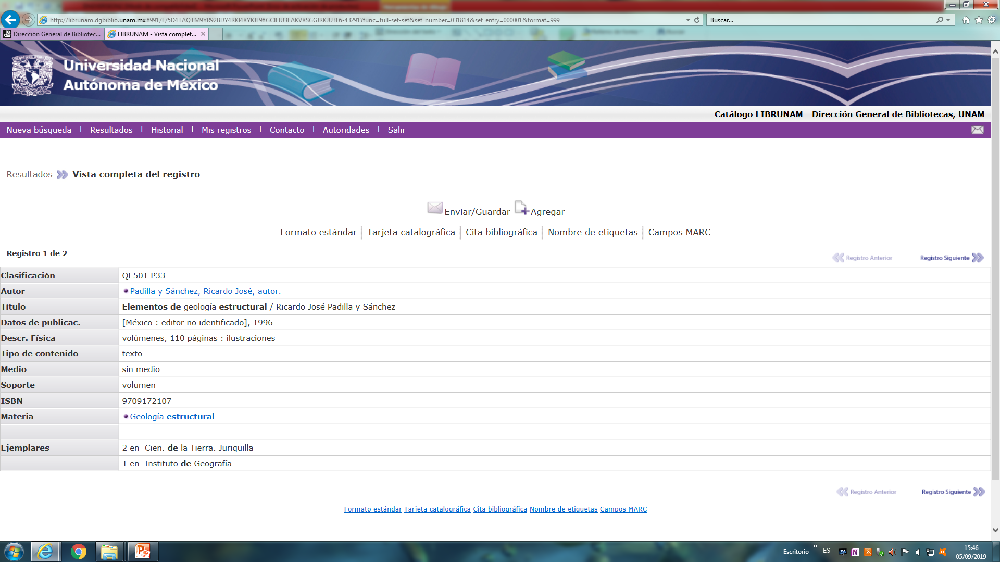 http://librunam.dgbiblio.unam.mx:8991/F/5D4TAQTM9YR92BDY4RKI4XYKJF98GCIHU3EAKVXSGGJRKJU3F6-43291?func=full-set-set&set_number=031814&set_entry=000001&format=999
Buscar...
Dirección General de Bibliotec...
LIBRUNAM - Vista complet...
Universidad Nacional
Autónoma de México
Catálogo LIBRUNAM - Dirección General de Bibliotecas, UNAM
Nueva búsqueda | Resultados | Historial | Mis registros | Contacto | Autoridades | Salir
Resultados Vista completa del registro
Enviar/Guardar Agregar
Formato estándar | Tarjeta catalográfica | Cita bibliográfica | Nombre de etiquetas | Campos MARC
Registro 1 de 2
Registro Anterior Registro Siguiente
Clasificación QE501 P33
Autor Padilla y Sánchez, Ricardo José, autor.
Título Elementos de geología estructural / Ricardo José Padilla y Sánchez
Datos de publicac. [México : editor no identificado], 1996
Descr. Física volúmenes, 110 páginas : ilustraciones
Tipo de contenido texto
Medio sin medio
Soporte volumen
ISBN 9709172107
Materia Geología estructural
Ejemplares 2 en Cien. de la Tierra. Juriquilla
1 en Instituto de Geografía
Registro Anterior Registro Siguiente
Formato estándar Tarjeta catalográfica Cita bibliográfica Nombre de etiquetas Campos MARC
Escritorio ES
15:46
05/09/2019